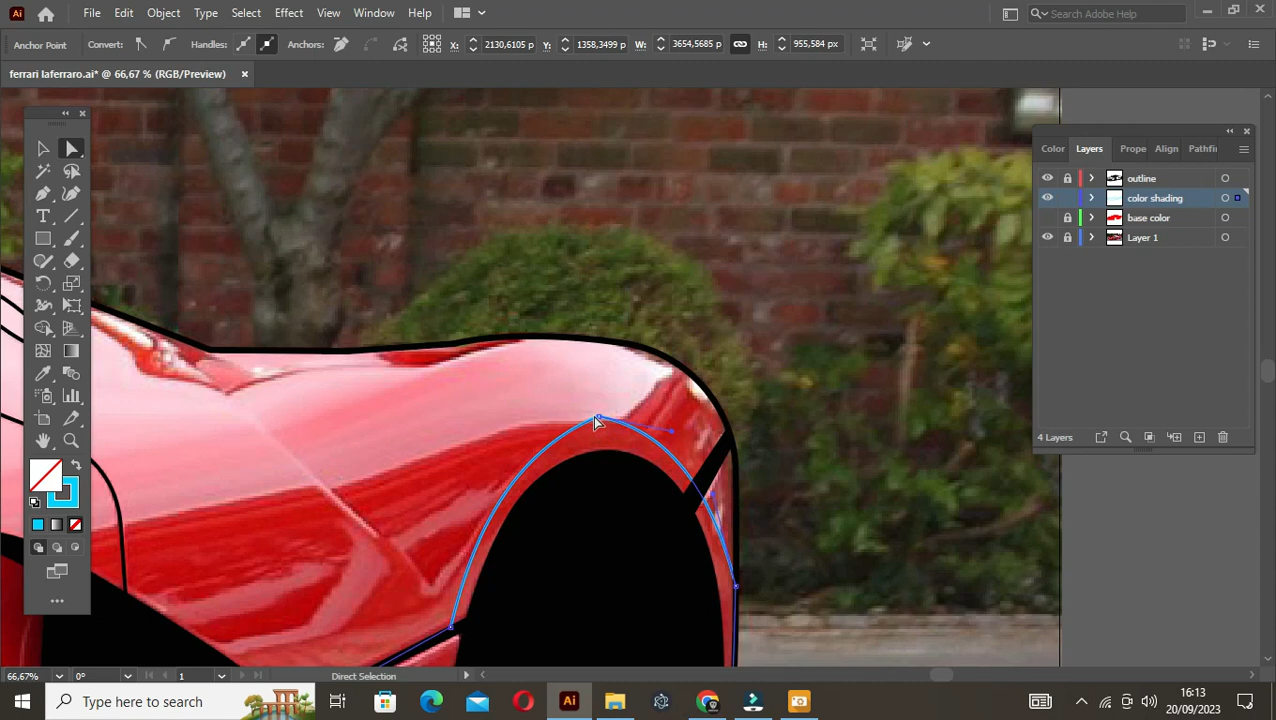 Ai File Edit Object Type Select Effect View Window Help Search Adobe Help
Anchor Point Convert: Handles: Anchors: X: 2130,6105 p Y: 1358,3499 p W: 3654,5685 p H: 955,584 px
ferrari laferraro.ai* @ 66,67 % (RGB/Preview)
Color Layers Prope Align Pathfi
outline
color shading
base color
Layer 1
4 Layers
66,67% 0° 1 Direct Selection
Type here to search Ai 16:13
20/09/2023